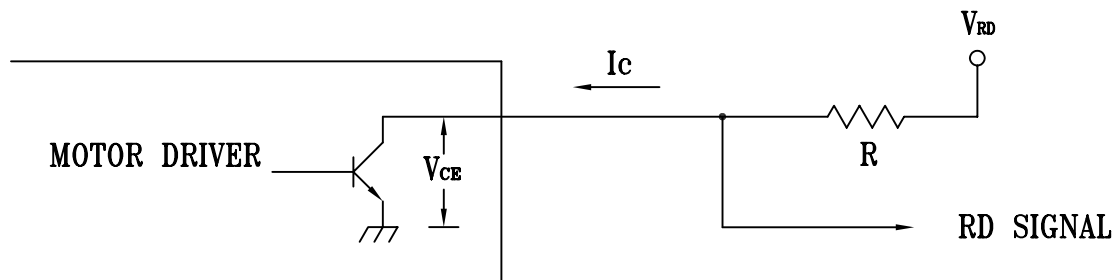 VRD
Ic
R
MOTOR DRIVER
VCE
RD SIGNAL